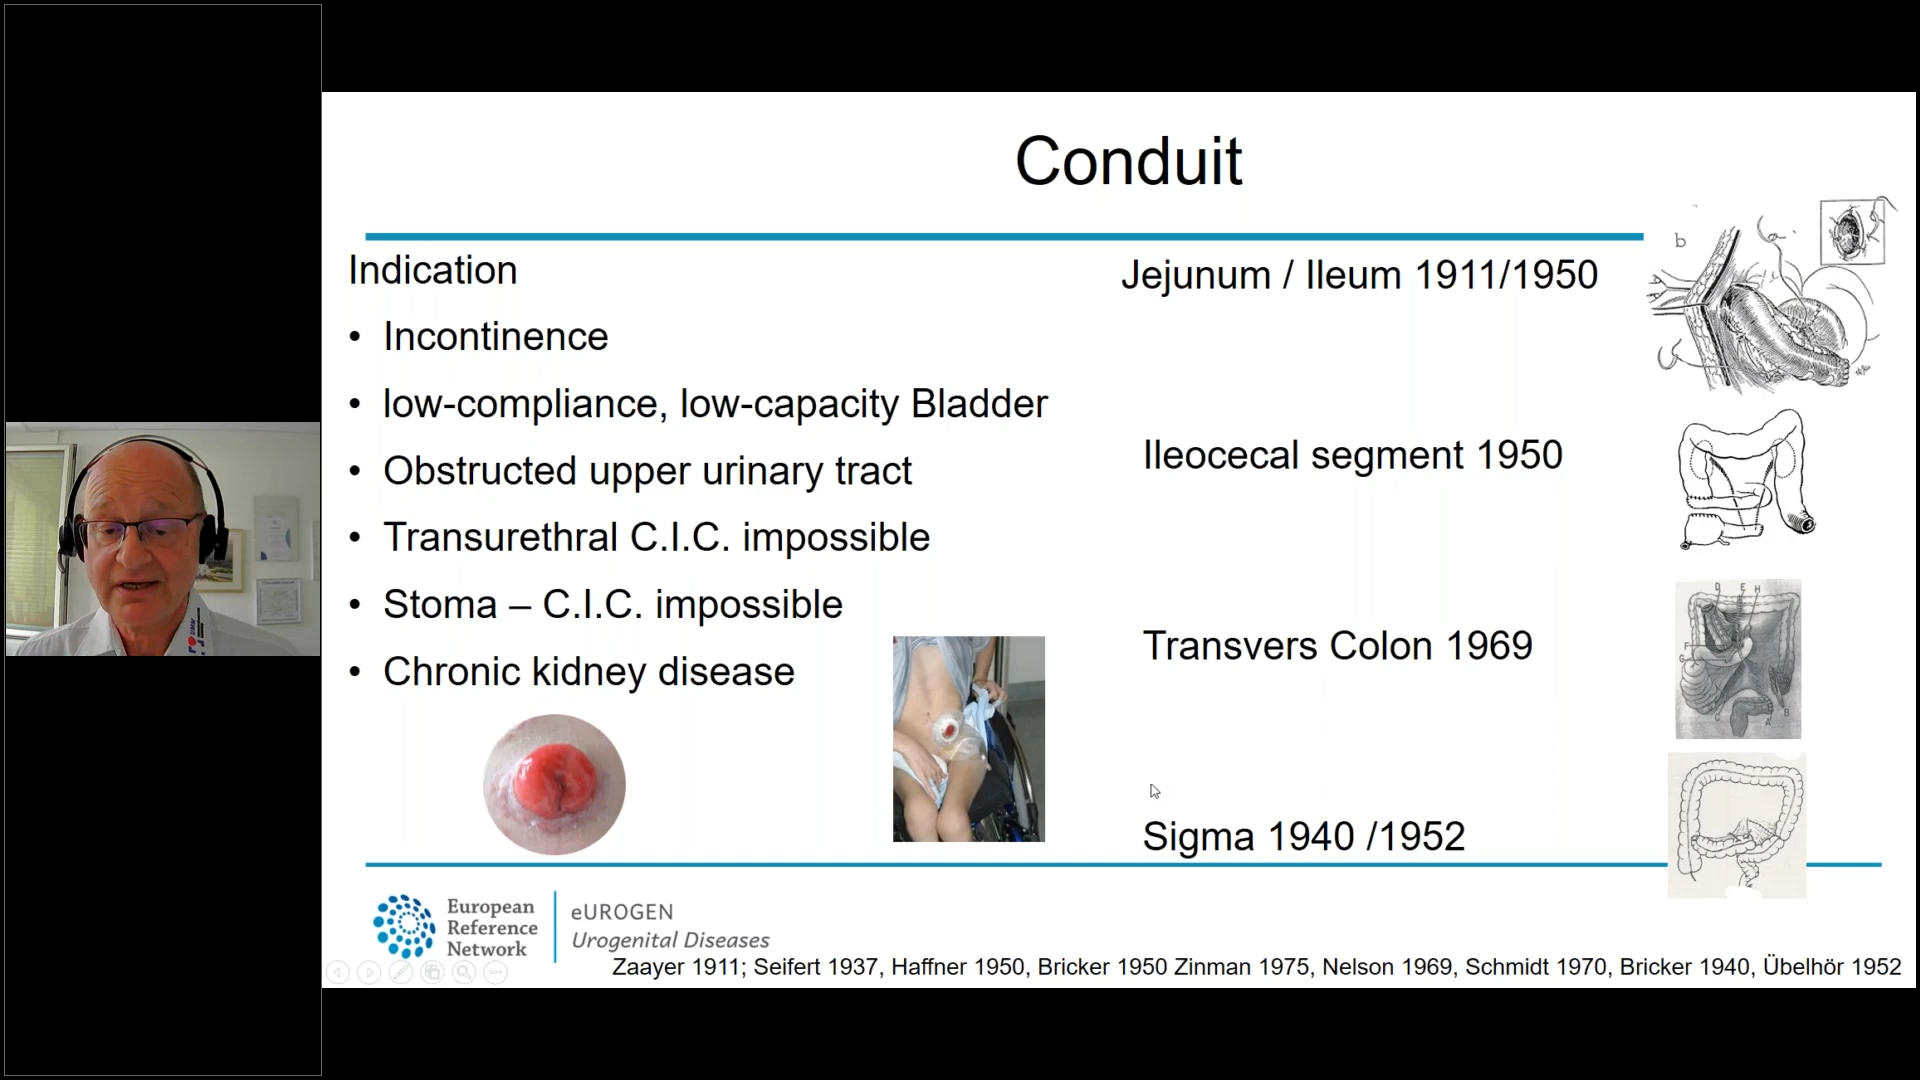 Conduit
Indication
• Incontinence
• low-compliance, low-capacity Bladder
• Obstructed upper urinary tract
• Transurethral C.I.C. impossible
• Stoma – C.I.C. impossible
• Chronic kidney disease
Jejunum / Ileum 1911/1950
b
Ileocecal segment 1950
Transvers Colon 1969
D E H
F
G
C A B
Sigma 1940 /1952
European
Reference
Network
eUROGEN
Urogenital Diseases
Zaayer 1911; Seifert 1937, Haffner 1950, Bricker 1950 Zinman 1975, Nelson 1969, Schmidt 1970, Bricker 1940, Übelhör 1952